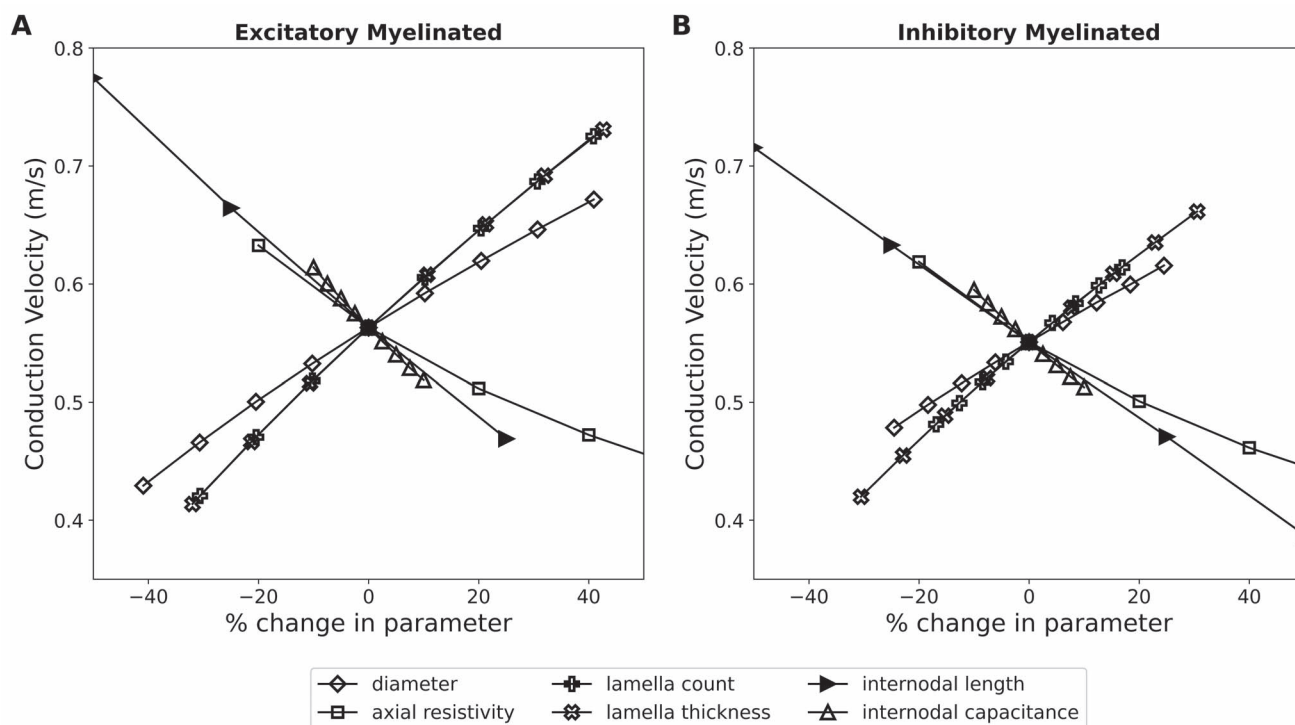 A
Excitatory Myelinated
0.8
0.7
0.6
0.5
0.4
Conduction Velocity (m/s)
−40 −20 0 20 40
% change in parameter
B
Inhibitory Myelinated
0.8
0.7
0.6
0.5
0.4
Conduction Velocity (m/s)
−40 −20 0 20 40
% change in parameter
diameter lamella count internodal length
axial resistivity lamella thickness internodal capacitance